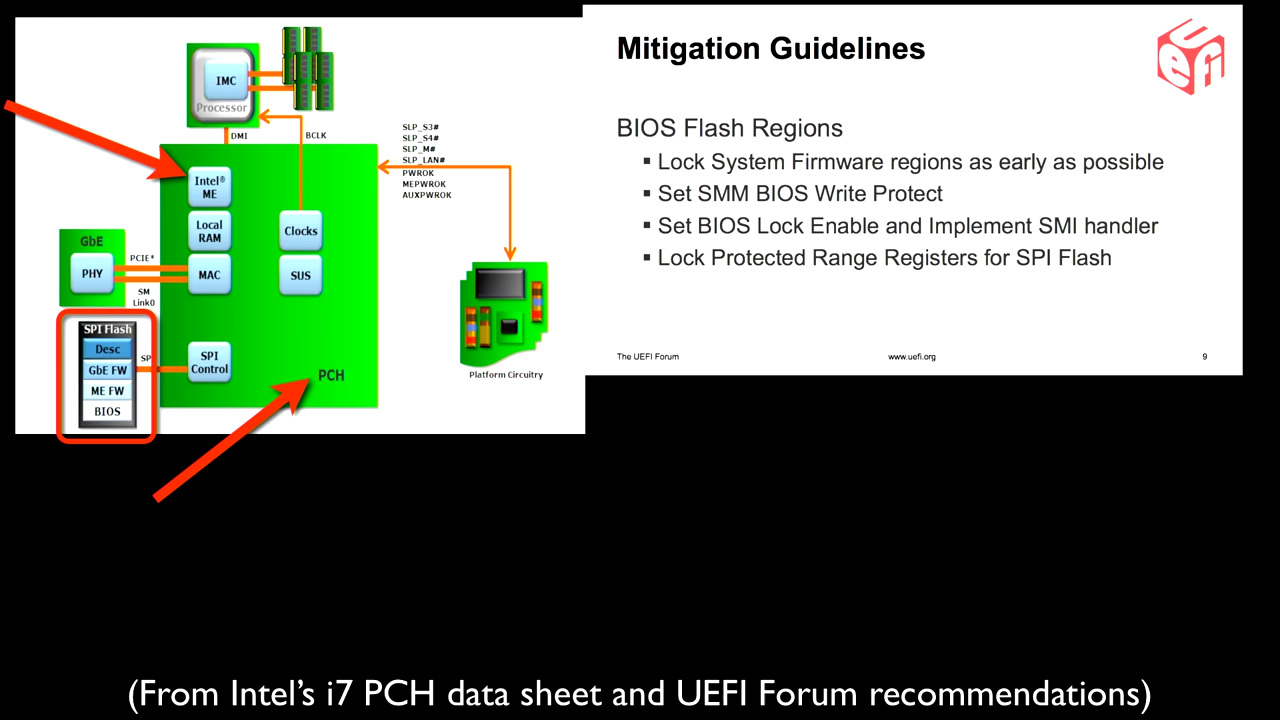 IMC
Processor
DMI
BCLK
SLP_S3#
SLP_S4#
SLP_M#
SLP_LAN#
PWROK
MEPWROK
AUXPWROK
Intel®
ME
Local
RAM
Clocks
GbE
PHY
PCIE*
SM
Link0
MAC
SUS
SPI Flash
Desc
GbE FW
ME FW
BIOS
SP
SPI
Control
PCH
Platform Circuitry
Mitigation Guidelines
uefi
BIOS Flash Regions
▪ Lock System Firmware regions as early as possible
▪ Set SMM BIOS Write Protect
▪ Set BIOS Lock Enable and Implement SMI handler
▪ Lock Protected Range Registers for SPI Flash
The UEFI Forum
www.uefi.org
9
(From Intel’s i7 PCH data sheet and UEFI Forum recommendations)